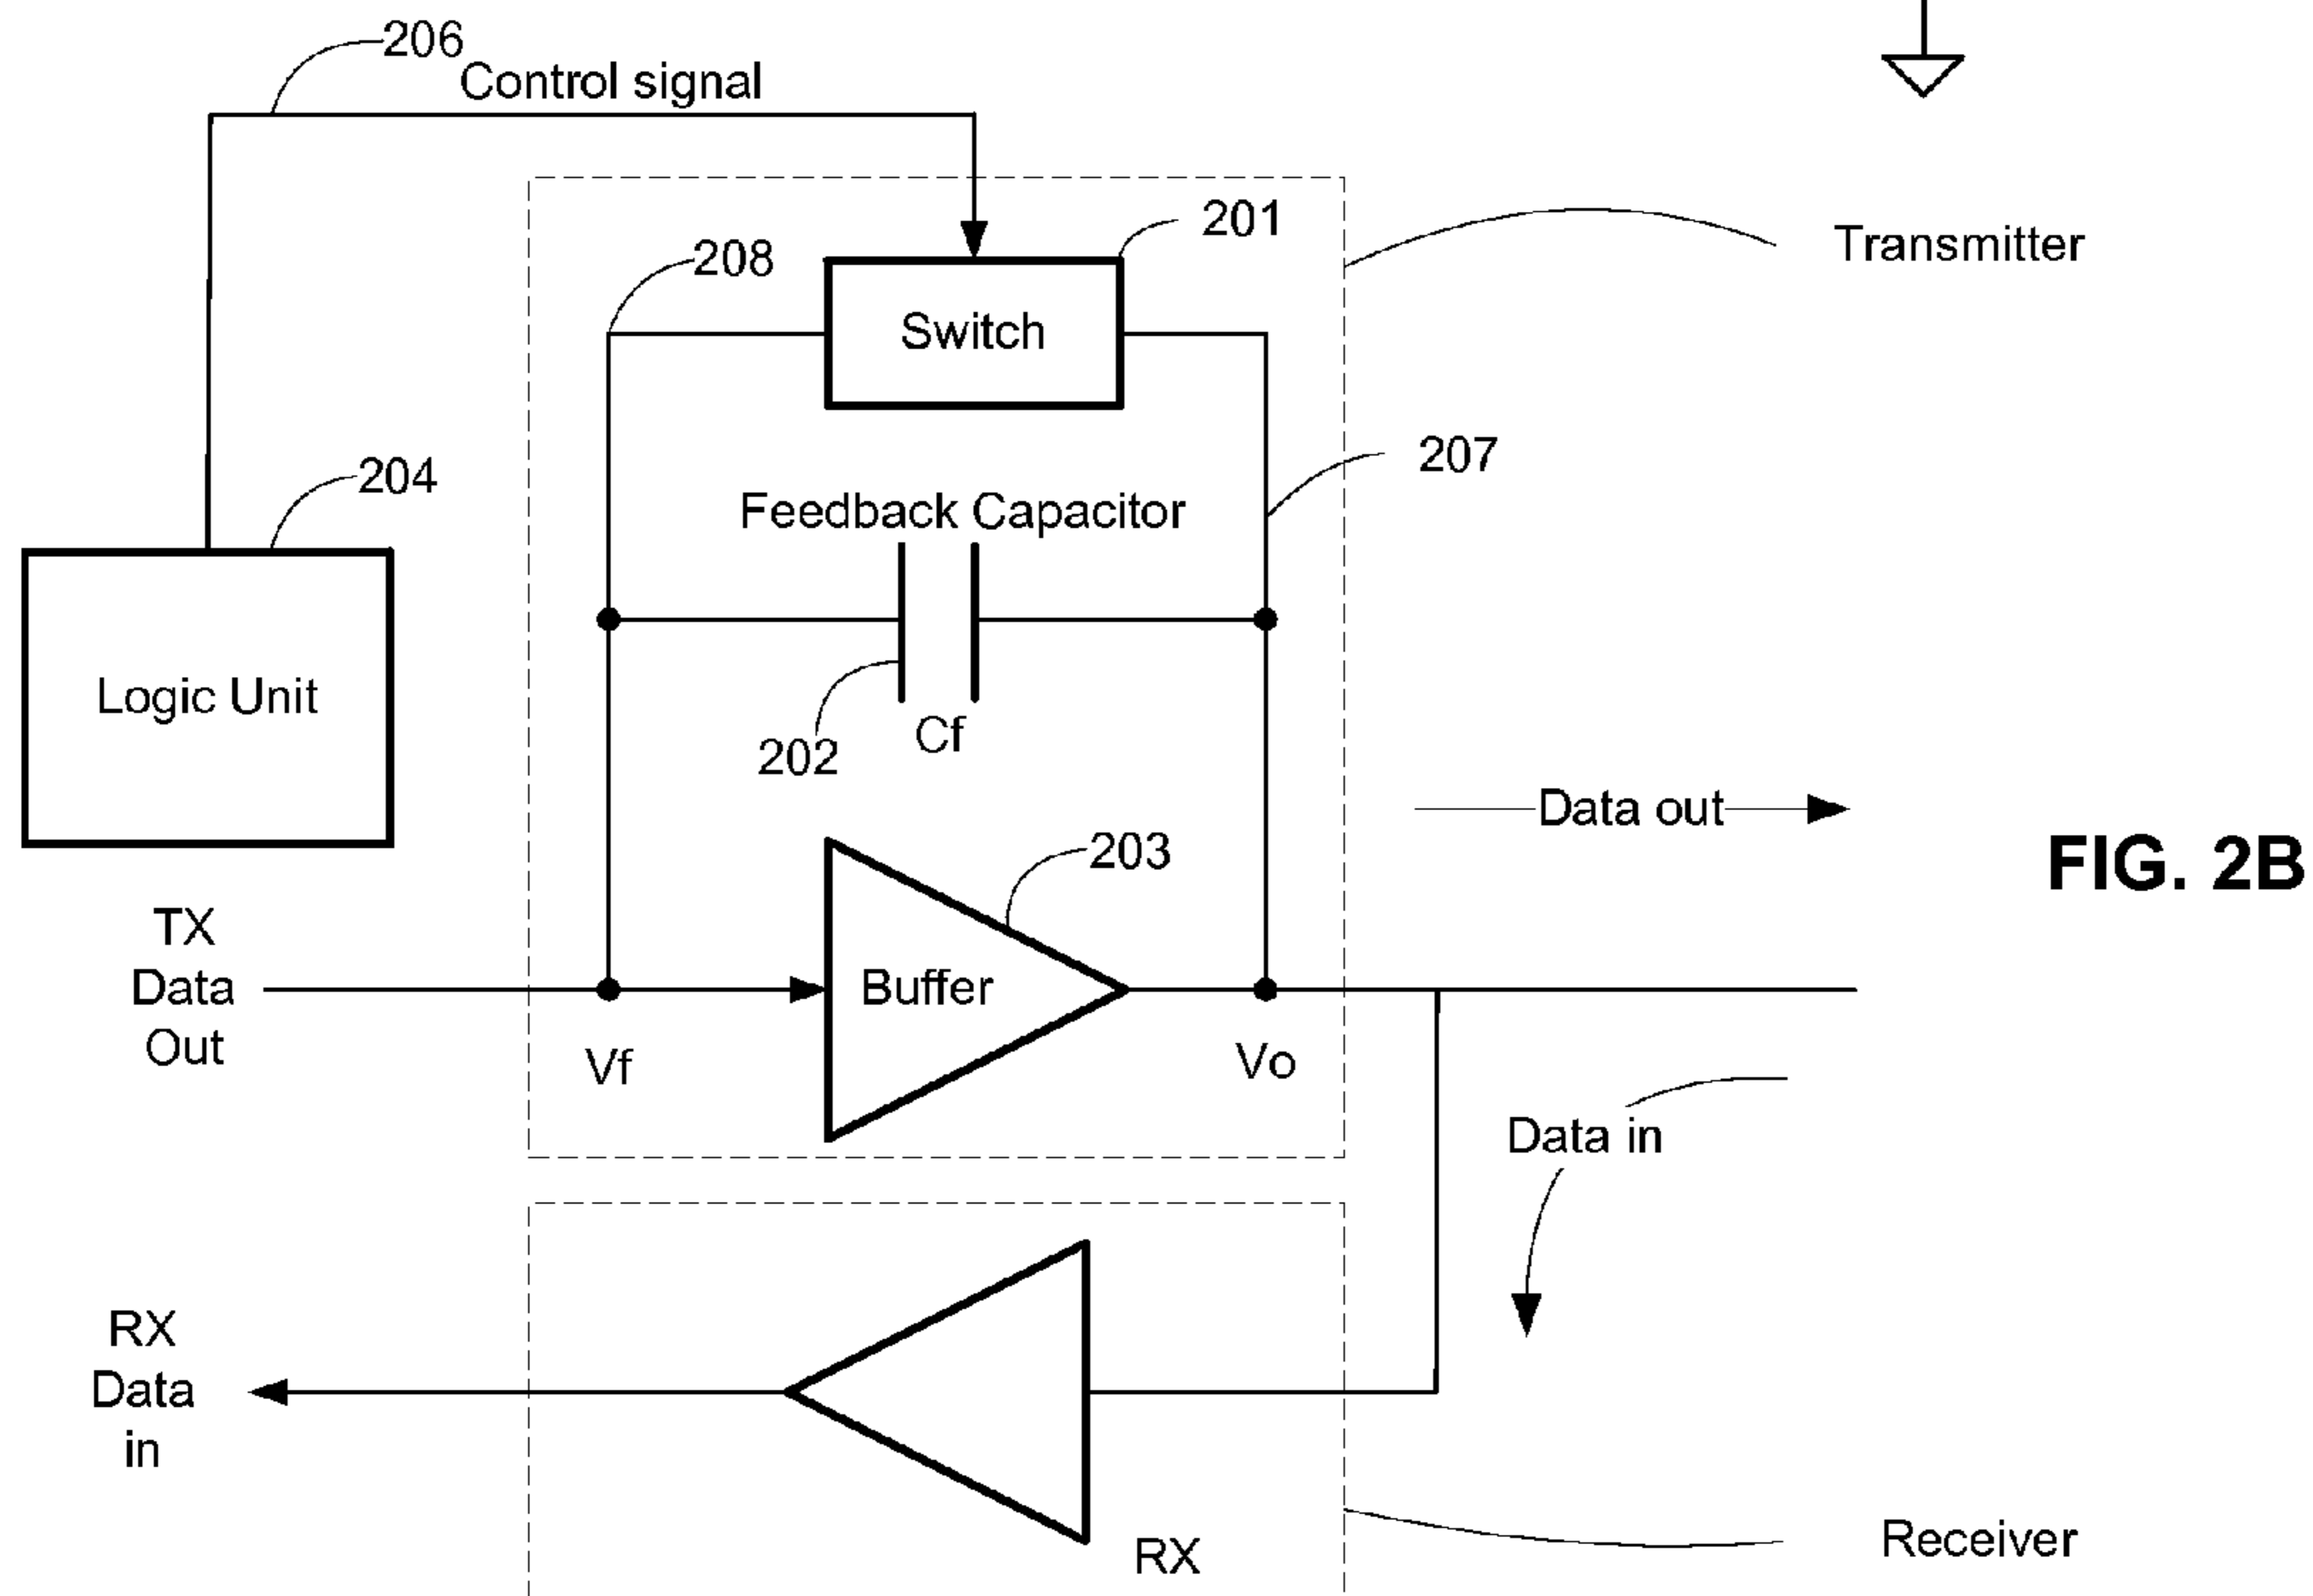 206
Control signal
201
Transmitter
208
Switch
207
204
Feedback Capacitor
Logic Unit
202
Cf
Data out
203
FIG. 2B
TX
Data
Out
Buffer
Vf
Vo
Data in
RX
Data
in
RX
Receiver